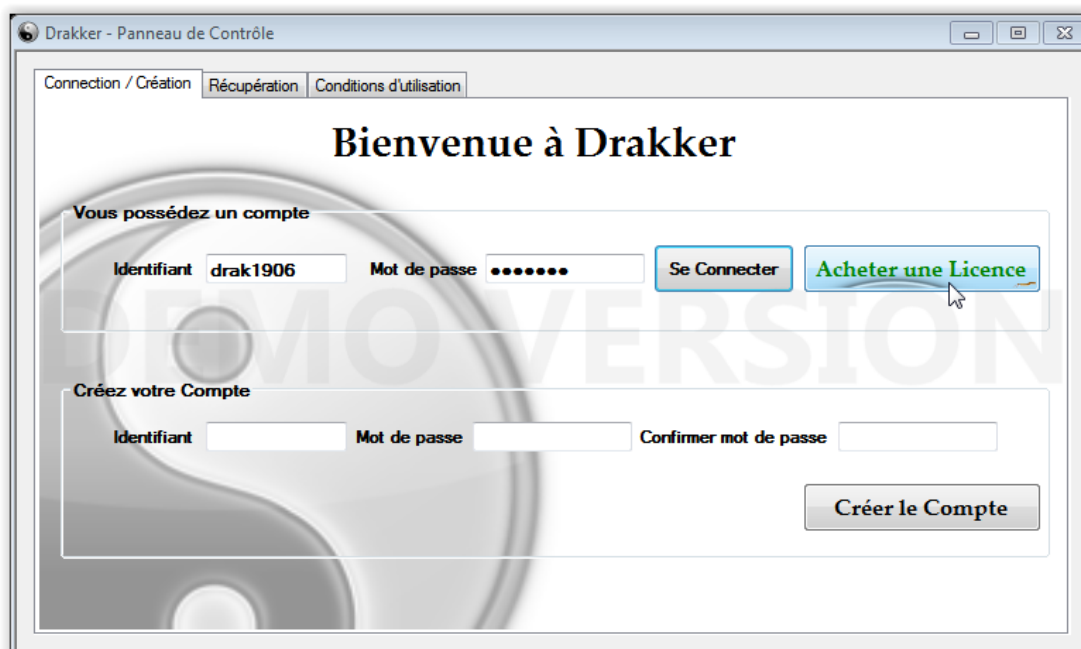 Drakker - Panneau de Contrôle
Connection / Création Récupération Conditions d'utilisation
Bienvenue à Drakker
Vous possédez un compte
Identifiant drak1906 Mot de passe ●●●●●●● Se Connecter Acheter une Licence
DEMO VERSION
Créez votre Compte
Identifiant Mot de passe Confirmer mot de passe
Créer le Compte